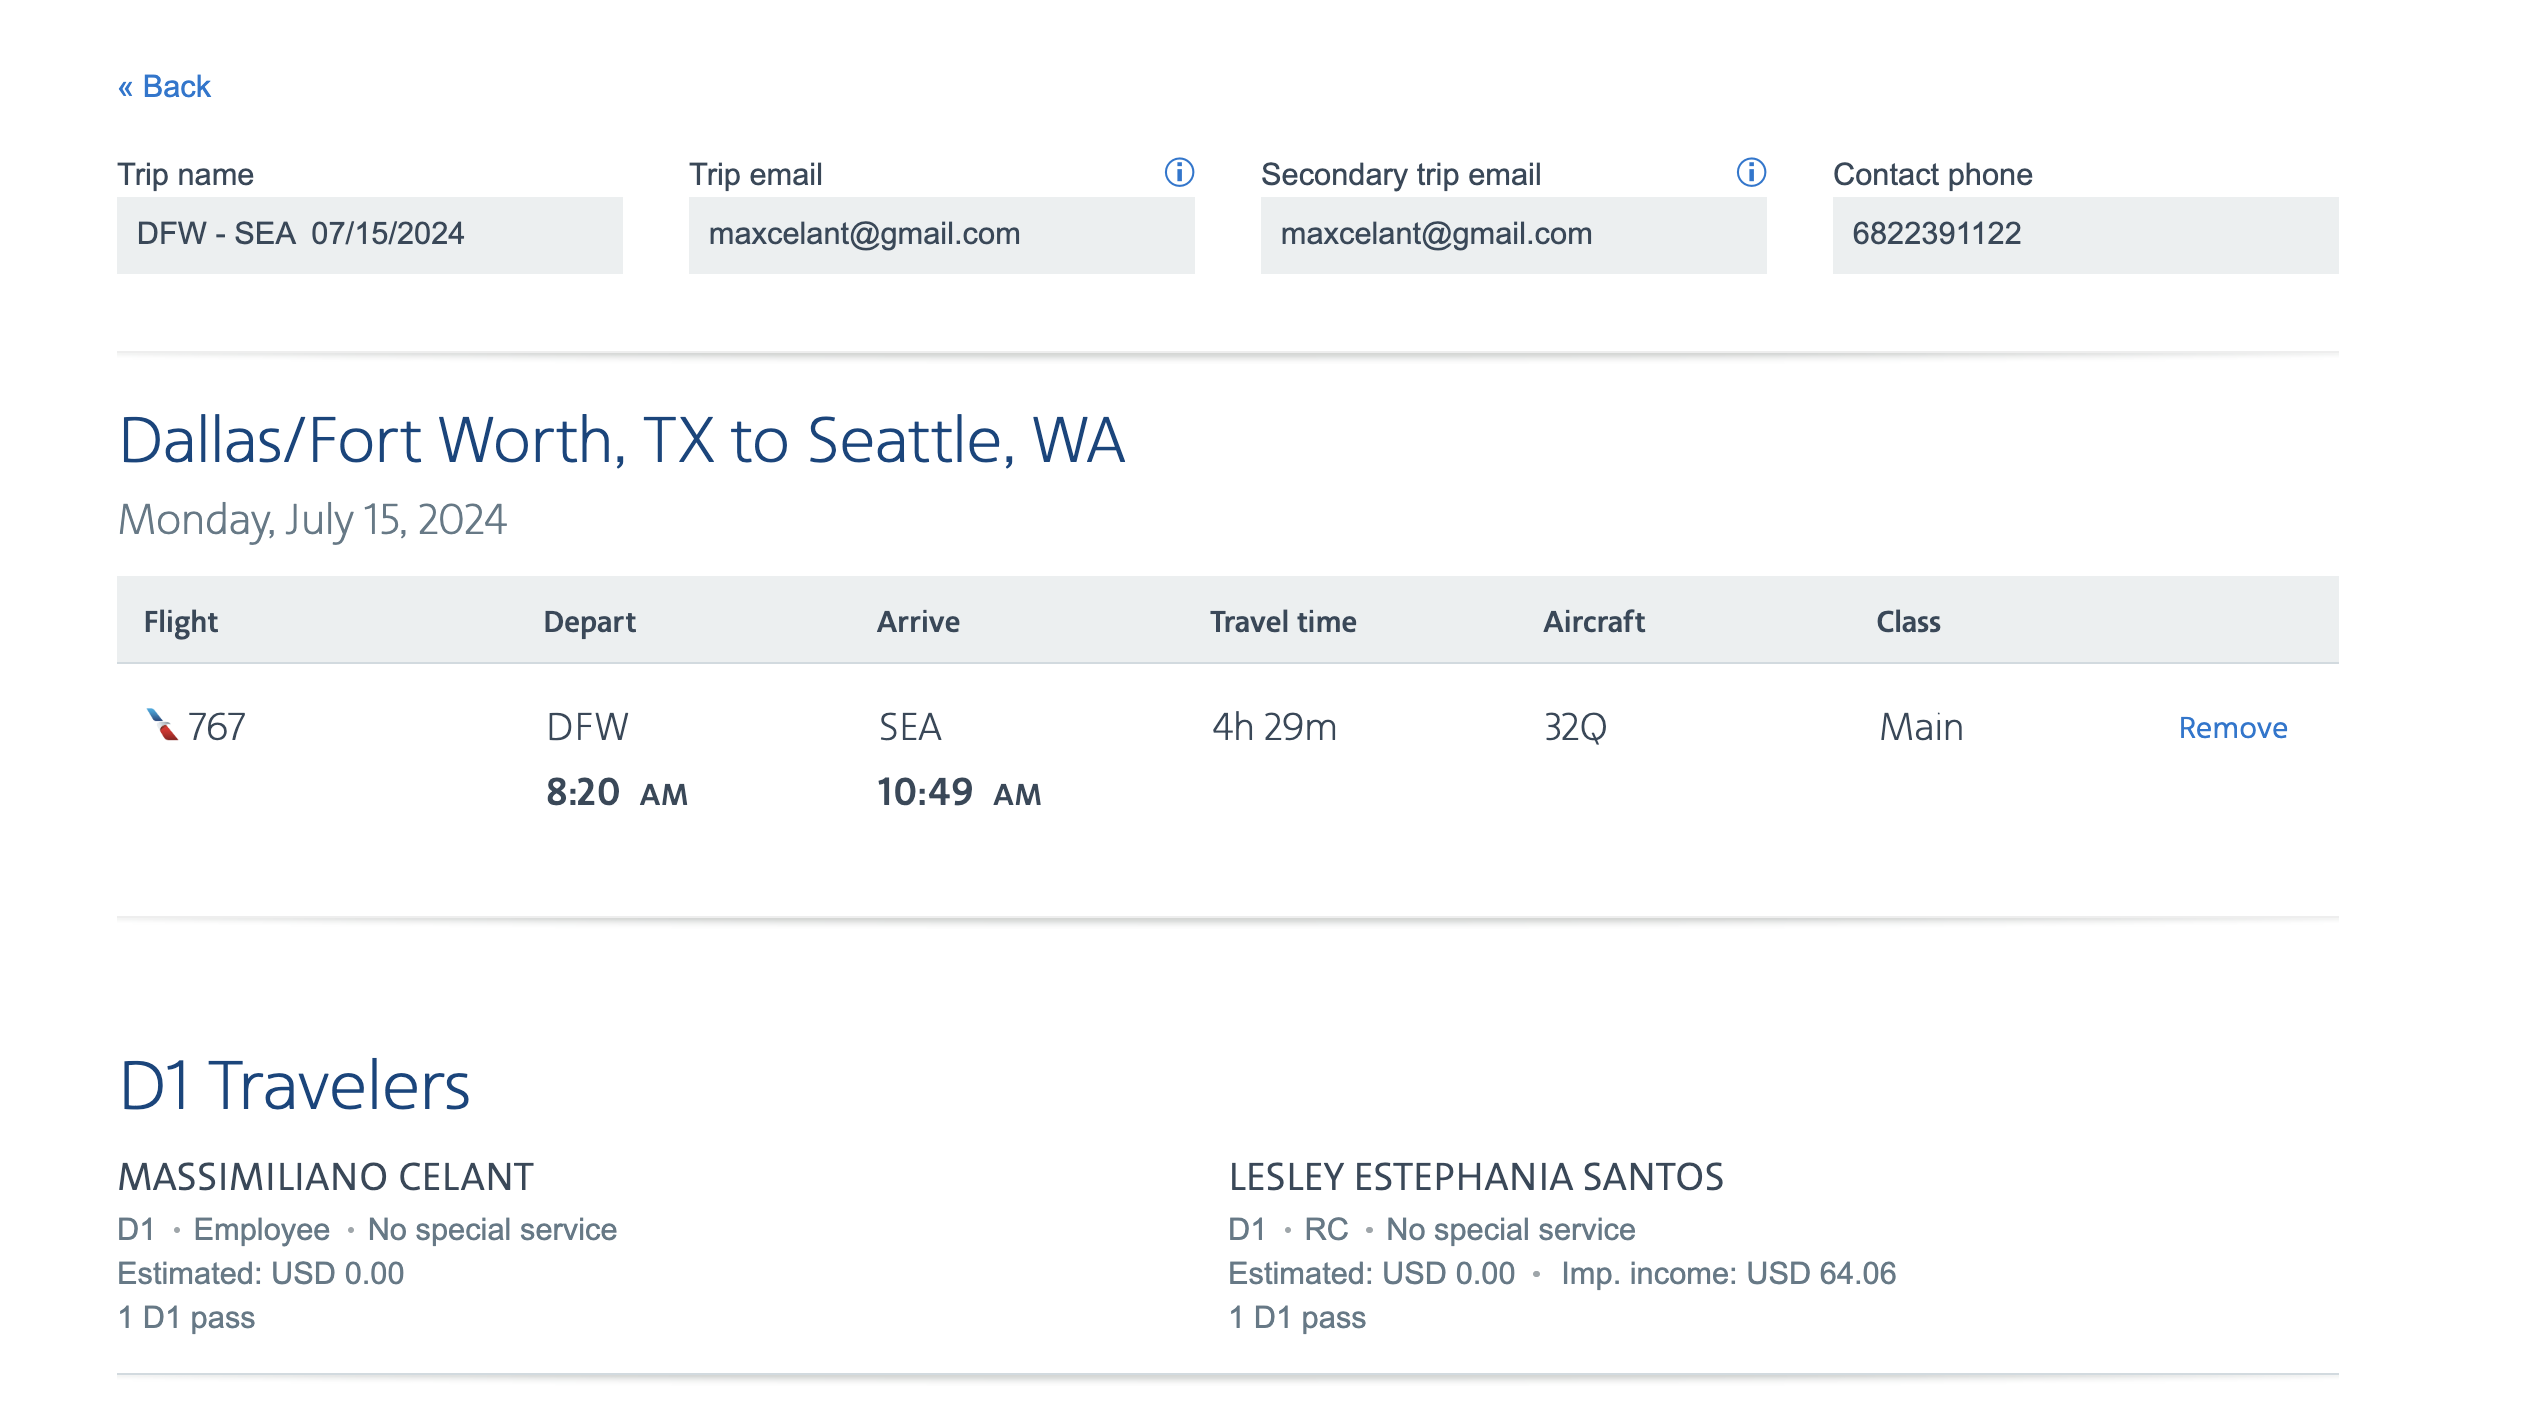 « Back
Trip name
DFW - SEA 07/15/2024
Trip email
maxcelant@gmail.com
Secondary trip email
maxcelant@gmail.com
Contact phone
6822391122
Dallas/Fort Worth, TX to Seattle, WA
Monday, July 15, 2024
Flight Depart Arrive Travel time Aircraft Class
767 DFW SEA 4h 29m 32Q Main Remove
8:20 AM 10:49 AM
D1 Travelers
MASSIMILIANO CELANT
D1 • Employee • No special service
Estimated: USD 0.00
1 D1 pass
LESLEY ESTEPHANIA SANTOS
D1 • RC • No special service
Estimated: USD 0.00 • Imp. income: USD 64.06
1 D1 pass